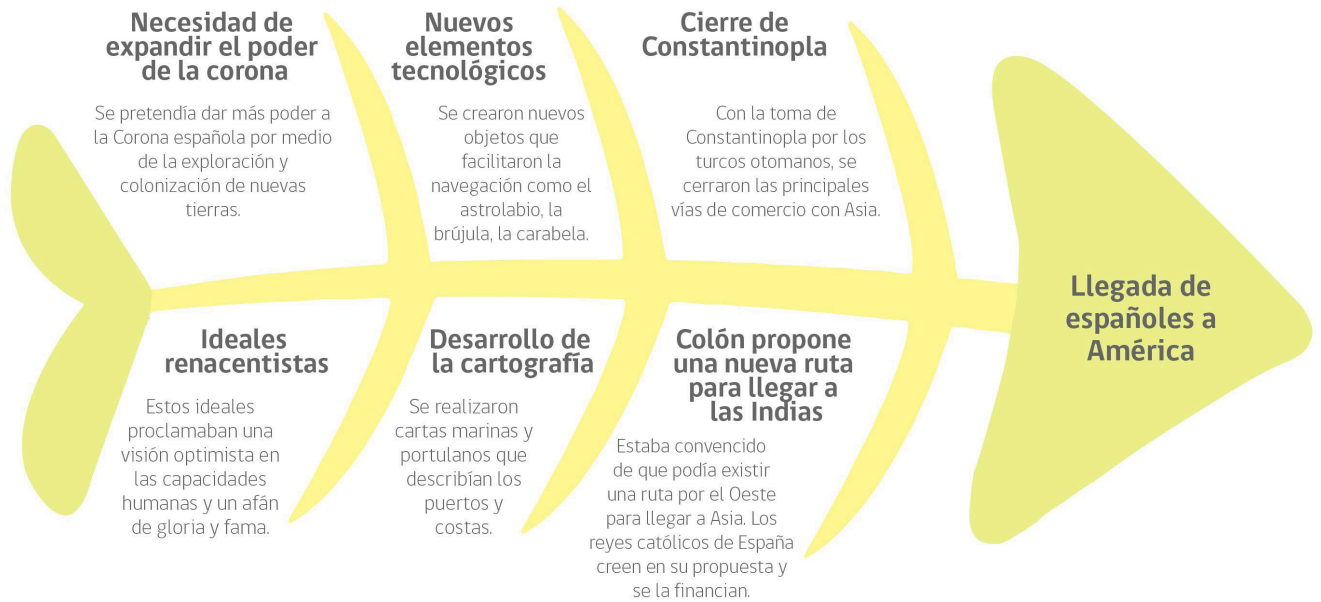 Necesidad de
expandir el poder
de la corona
Se pretendía dar más poder a
la Corona española por medio
de la exploración y
colonización de nuevas
tierras.
Nuevos
elementos
tecnológicos
Se crearon nuevos
objetos que
facilitaron la
navegación como el
astrolabio, la
brújula, la carabela.
Cierre de
Constantinopla
Con la toma de
Constantinopla por los
turcos otomanos, se
cerraron las principales
vías de comercio con Asia.
Ideales
renacentistas
Estos ideales
proclamaban una
visión optimista en
las capacidades
humanas y un afán
de gloria y fama.
Desarrollo de
la cartografía
Se realizaron
cartas marinas y
portulanos que
describían los
puertos y
costas.
Colón propone
una nueva ruta
para llegar a
las Indias
Estaba convencido
de que podía existir
una ruta por el Oeste
para llegar a Asia. Los
reyes católicos de España
creen en su propuesta y
se la financian.
Llegada de
españoles a
América